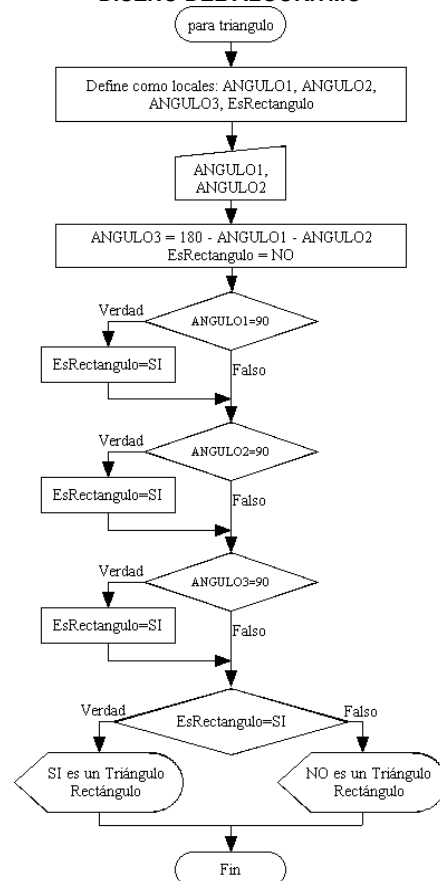 para triangulo
Define como locales: ANGULO1, ANGULO2,
ANGULO3, EsRectangulo
ANGULO1,
ANGULO2
ANGULO3 = 180 - ANGULO1 - ANGULO2
EsRectangulo = NO
Verdad
ANGULO1=90
EsRectangulo=SI
Falso
Verdad
ANGULO2=90
EsRectangulo=SI
Falso
Verdad
ANGULO3=90
EsRectangulo=SI
Falso
Verdad
EsRectangulo=SI
Falso
SI es un Triángulo
Rectángulo
NO es un Triángulo
Rectángulo
Fin